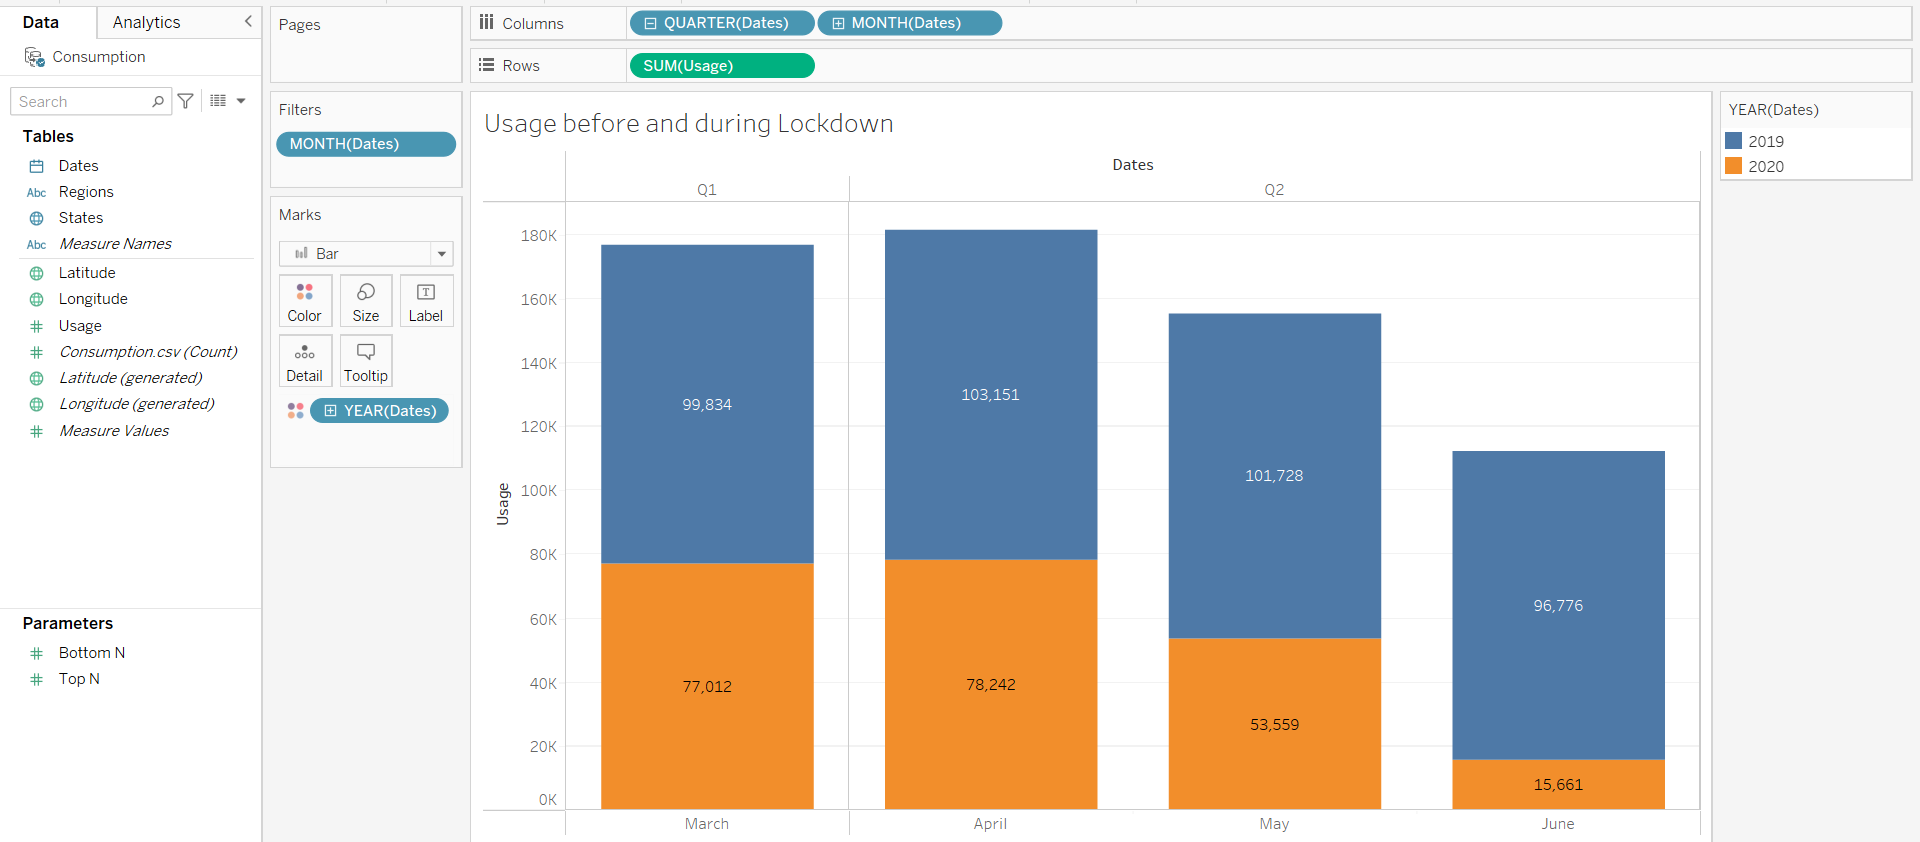 Data
Analytics
Consumption
Search
Tables
Dates
Abc Regions
States
Abc Measure Names
Latitude
Longitude
Usage
Consumption.csv (Count)
Latitude (generated)
Longitude (generated)
Measure Values
Parameters
Bottom N
Top N
Pages
Filters
MONTH(Dates)
Marks
Bar
Color Size Label
Detail Tooltip
YEAR(Dates)
Columns QUARTER(Dates) MONTH(Dates)
Rows SUM(Usage)
Usage before and during Lockdown
Dates
Q1 Q2
Usage
180K
160K
140K
120K
100K
80K
60K
40K
20K
0K
99,834
77,012
103,151
78,242
101,728
53,559
96,776
15,661
March April May June
YEAR(Dates)
2019
2020